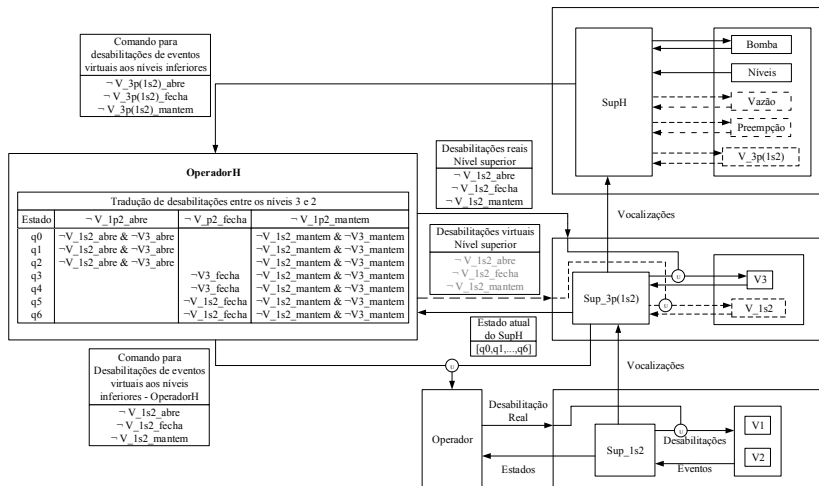 Comando para
desabilitações de eventos
virtuais aos níveis inferiores
¬ V_3p(1s2)_abre
¬ V_3p(1s2)_fecha
¬ V_3p(1s2)_mantem
SupH
Bomba
Níveis
Vazão
Preempção
V_3p(1s2)
OperadorH
Tradução de desabilitações entre os níveis 3 e 2
Estado ¬ V_1p2_abre ¬ V_p2_fecha ¬ V_1p2_mantem
q0 ¬V_1s2_abre & ¬V3_abre ¬V_1s2_mantem & ¬V3_mantem
q1 ¬V_1s2_abre & ¬V3_abre ¬V_1s2_mantem & ¬V3_mantem
q2 ¬V_1s2_abre & ¬V3_abre ¬V_1s2_mantem & ¬V3_mantem
q3 ¬V3_fecha ¬V_1s2_mantem & ¬V3_mantem
q4 ¬V3_fecha ¬V_1s2_mantem & ¬V3_mantem
q5 ¬V_1s2_fecha ¬V_1s2_mantem & ¬V3_mantem
q6 ¬V_1s2_fecha ¬V_1s2_mantem & ¬V3_mantem
Desabilitações reais
Nível superior
¬ V_1s2_abre
¬ V_1s2_fecha
¬ V_1s2_mantem
Vocalizações
Desabilitações virtuais
Nível superior
¬ V_1s2_abre
¬ V_1s2_fecha
¬ V_1s2_mantem
Sup_3p(1s2)
U
V3
U
V_1s2
Estado atual
do SupH
[q0,q1,...,q6]
Comando para
Desabilitações de eventos
virtuais aos níveis
inferiores - OperadorH
¬ V_1s2_abre
¬ V_1s2_fecha
¬ V_1s2_mantem
U
Vocalizações
Operador
Desabilitação
Real
Estados
Sup_1s2
U
Desabilitações
Eventos
V1
V2